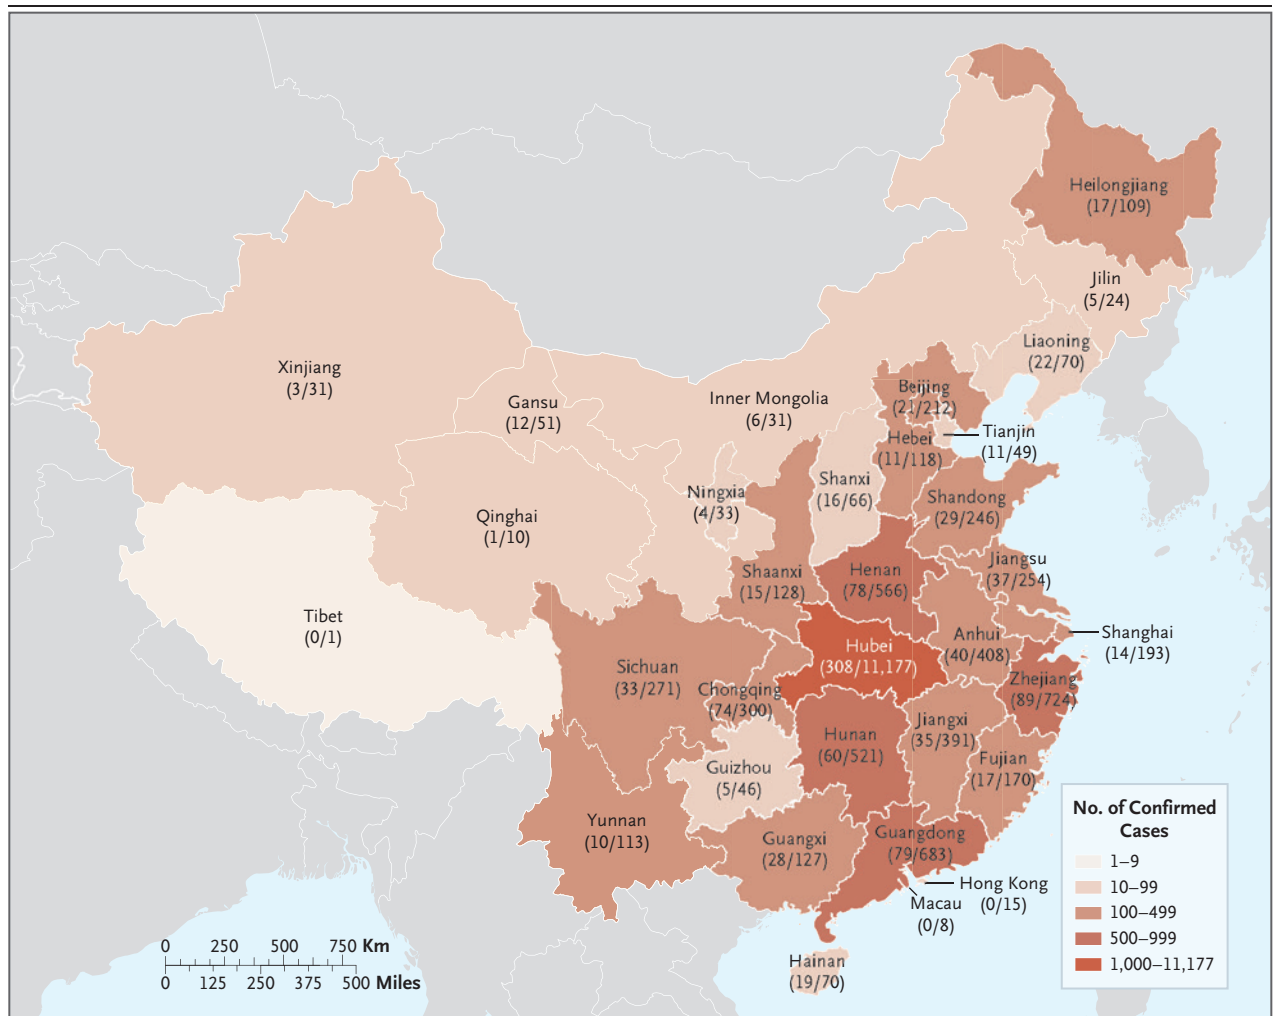 Heilongjiang
(17/109)
Jilin
(5/24)
Liaoning
(22/70)
Xinjiang
(3/31)
Gansu
(12/51)
Inner Mongolia
(6/31)
Beijing
(21/212)
Tianjin
(11/49)
Hebei
(11/118)
Shanxi
(16/66)
Ningxia
(4/33)
Shandong
(29/246)
Qinghai
(1/10)
Jiangsu
(37/254)
Shaanxi
(15/128)
Henan
(78/566)
Tibet
(0/1)
Anhui
(40/408)
Shanghai
(14/193)
Hubei
(308/11,177)
Sichuan
(33/271)
Chongqing
(74/300)
Zhejiang
(89/724)
Jiangxi
(35/391)
Hunan
(60/521)
Fujian
(17/170)
Guizhou
(5/46)
Yunnan
(10/113)
Guangxi
(28/127)
Guangdong
(79/683)
Hong Kong
(0/15)
Macau
(0/8)
Hainan
(19/70)
No. of Confirmed
Cases
1–9
10–99
100–499
500–999
1,000–11,177
0 250 500 750 Km
0 125 250 375 500 Miles